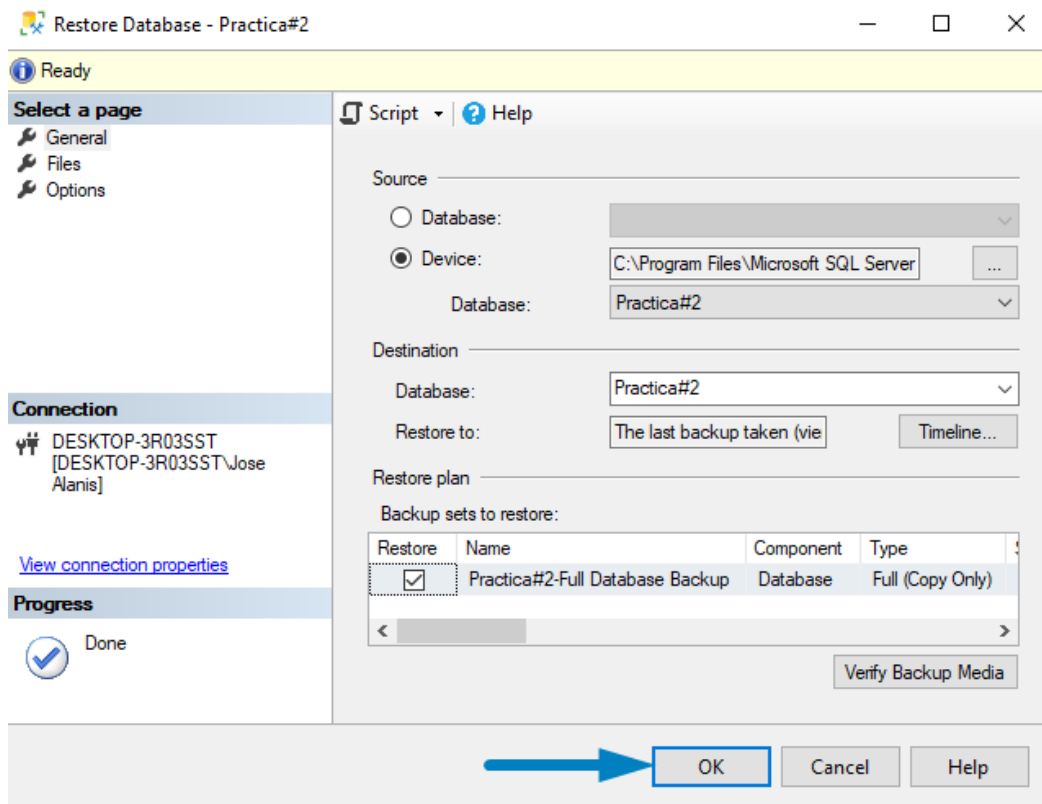 Restore Database - Practica#2
Ready
Select a page
General
Files
Options
Script
Help
Source
Database:
Device:
C:\Program Files\Microsoft SQL Server
...
Database:
Practica#2
Destination
Database:
Practica#2
Restore to:
The last backup taken (vie
Timeline...
Restore plan
Backup sets to restore:
Restore Name Component Type
Practica#2-Full Database Backup Database Full (Copy Only)
Verify Backup Media
Connection
DESKTOP-3R03SST
[DESKTOP-3R03SST\Jose
Alanis]
View connection properties
Progress
Done
OK Cancel Help